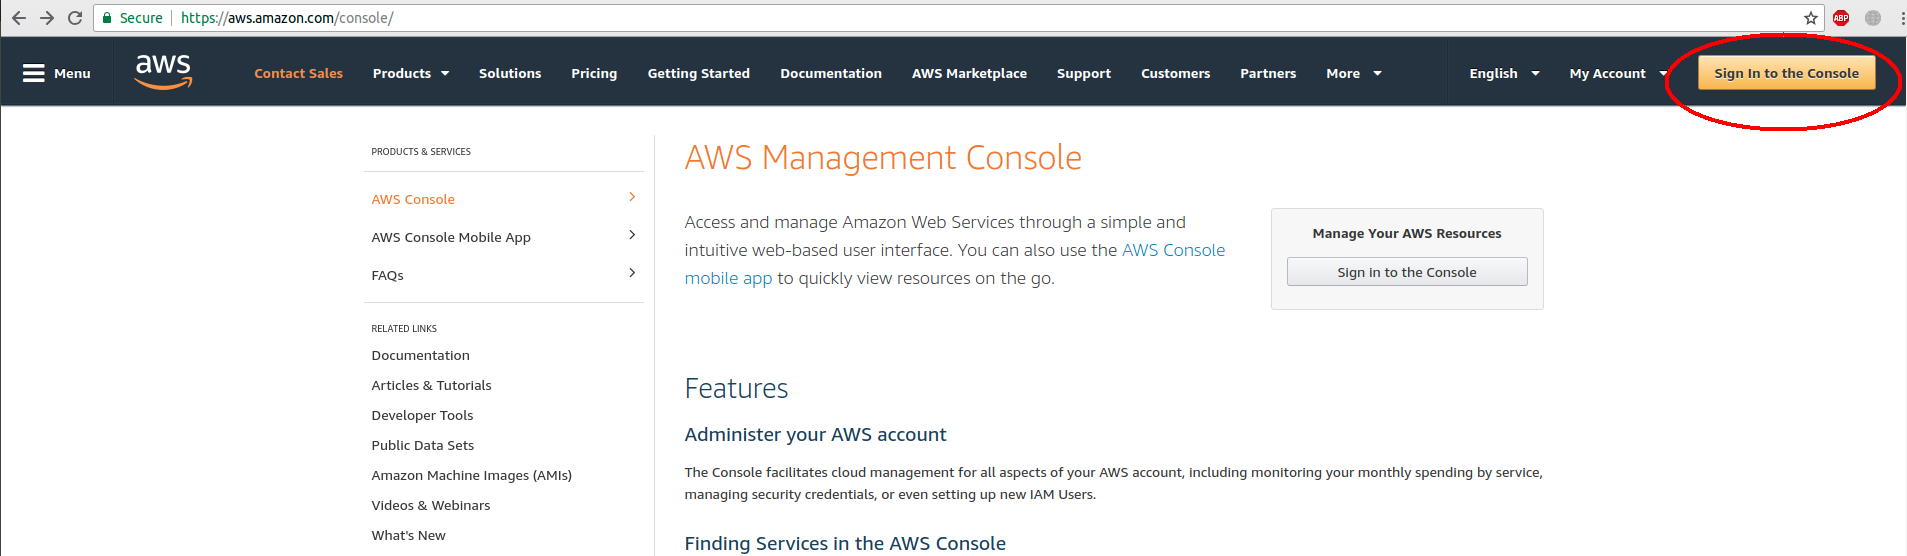 Secure https://aws.amazon.com/console/ ABP
Menu aws Contact Sales Products Solutions Pricing Getting Started Documentation AWS Marketplace Support Customers Partners More English My Account Sign In to the Console
PRODUCTS & SERVICES
AWS Console
AWS Console Mobile App
FAQs
RELATED LINKS
Documentation
Articles & Tutorials
Developer Tools
Public Data Sets
Amazon Machine Images (AMIs)
Videos & Webinars
What's New
AWS Management Console
Access and manage Amazon Web Services through a simple and
intuitive web-based user interface. You can also use the AWS Console
mobile app to quickly view resources on the go.
Manage Your AWS Resources
Sign in to the Console
Features
Administer your AWS account
The Console facilitates cloud management for all aspects of your AWS account, including monitoring your monthly spending by service,
managing security credentials, or even setting up new IAM Users.
Finding Services in the AWS Console